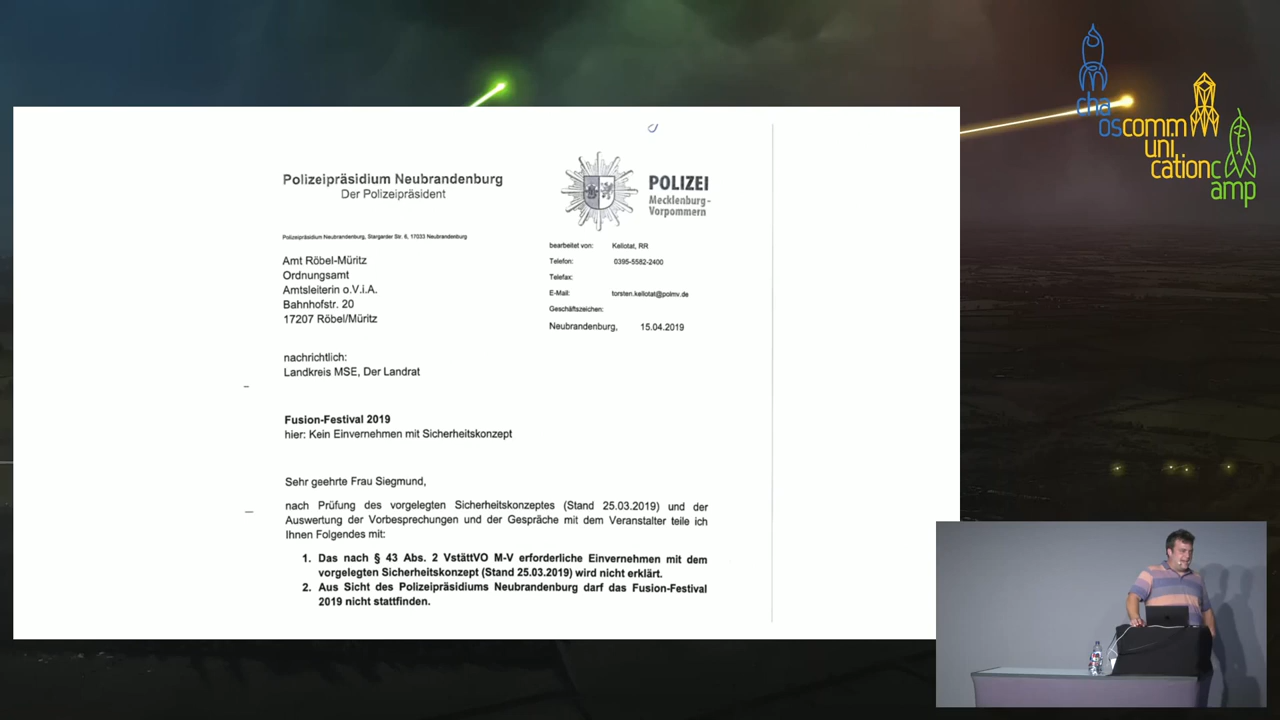 Polizeipräsidium Neubrandenburg
Der Polizeipräsident
POLIZEI
Mecklenburg-
Vorpommern
Polizeipräsidium Neubrandenburg, Stargarder Str. 6, 17033 Neubrandenburg
Amt Röbel-Müritz
Ordnungsamt
Amtsleiterin o.V.i.A.
Bahnhofstr. 20
17207 Röbel/Müritz
bearbeitet von: Kellotat, RR
Telefon: 0395-5582-2400
Telefax:
E-Mail: torsten.kellotat@polmv.de
Geschäftszeichen:
Neubrandenburg, 15.04.2019
nachrichtlich:
Landkreis MSE, Der Landrat
Fusion-Festival 2019
hier: Kein Einvernehmen mit Sicherheitskonzept
Sehr geehrte Frau Siegmund,
nach Prüfung des vorgelegten Sicherheitskonzeptes (Stand 25.03.2019) und der
Auswertung der Vorbesprechungen und der Gespräche mit dem Veranstalter teile ich
Ihnen Folgendes mit:
1. Das nach § 43 Abs. 2 VstättVO M-V erforderliche Einvernehmen mit dem
vorgelegten Sicherheitskonzept (Stand 25.03.2019) wird nicht erklärt.
2. Aus Sicht des Polizeipräsidiums Neubrandenburg darf das Fusion-Festival
2019 nicht stattfinden.
cha
oscomm
uni
cationc
amp